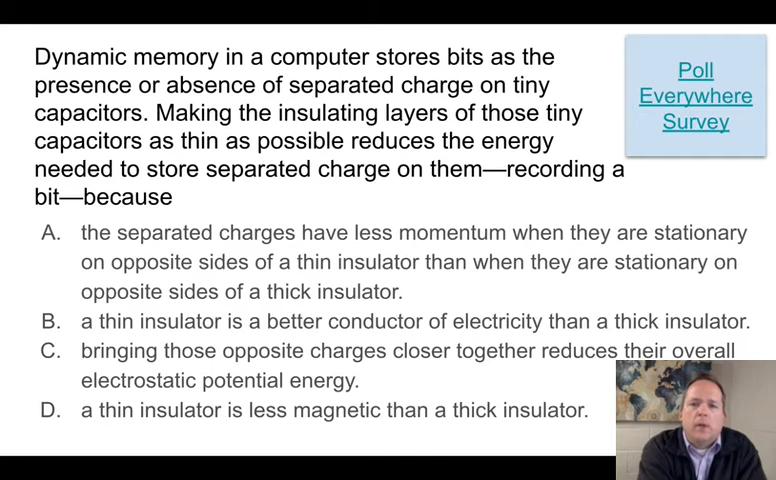 Dynamic memory in a computer stores bits as the
presence or absence of separated charge on tiny
capacitors. Making the insulating layers of those tiny
capacitors as thin as possible reduces the energy
needed to store separated charge on them—recording a
bit—because
Poll
Everywhere
Survey
A. the separated charges have less momentum when they are stationary
on opposite sides of a thin insulator than when they are stationary on
opposite sides of a thick insulator.
B. a thin insulator is a better conductor of electricity than a thick insulator.
C. bringing those opposite charges closer together reduces their overall
electrostatic potential energy.
D. a thin insulator is less magnetic than a thick insulator.